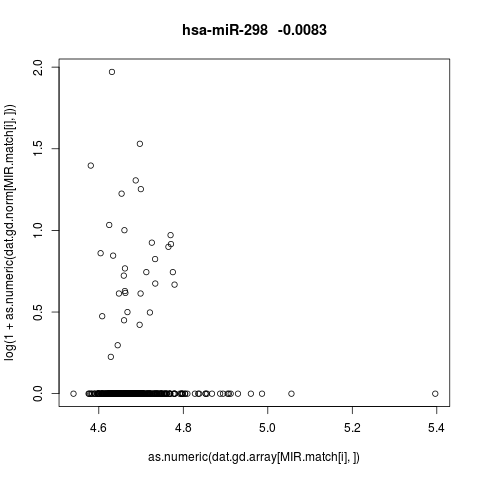 hsa-miR-298 -0.0083
2.0
1.5
1.0
0.5
0.0
log(1 + as.numeric(dat.gd.norm[MIR.match[i], ]))
4.6 4.8 5.0 5.2 5.4
as.numeric(dat.gd.array[MIR.match[i], ])